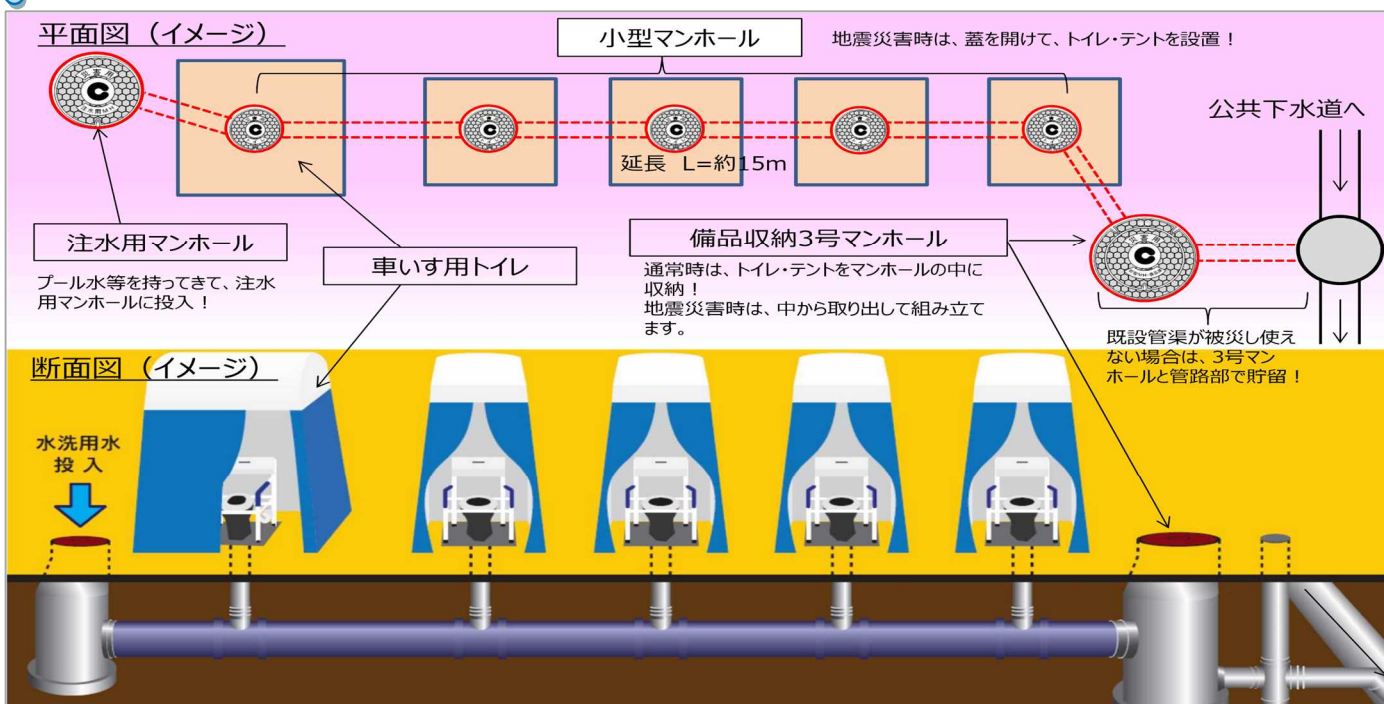 平面図（イメージ）
小型マンホール
地震災害時は、蓋を開けて、トイレ・テントを設置！
公共下水道へ
延長　L=約15m
注水用マンホール
プール水等を持ってきて、注水
用マンホールに投入！
車いす用トイレ
備品収納3号マンホール
通常時は、トイレ・テントをマンホールの中に
収納！
地震災害時は、中から取り出して組み立て
ます。
既設管渠が被災し使え
ない場合は、3号マン
ホールと管路部で貯留！
断面図（イメージ）
水洗用水
投 入